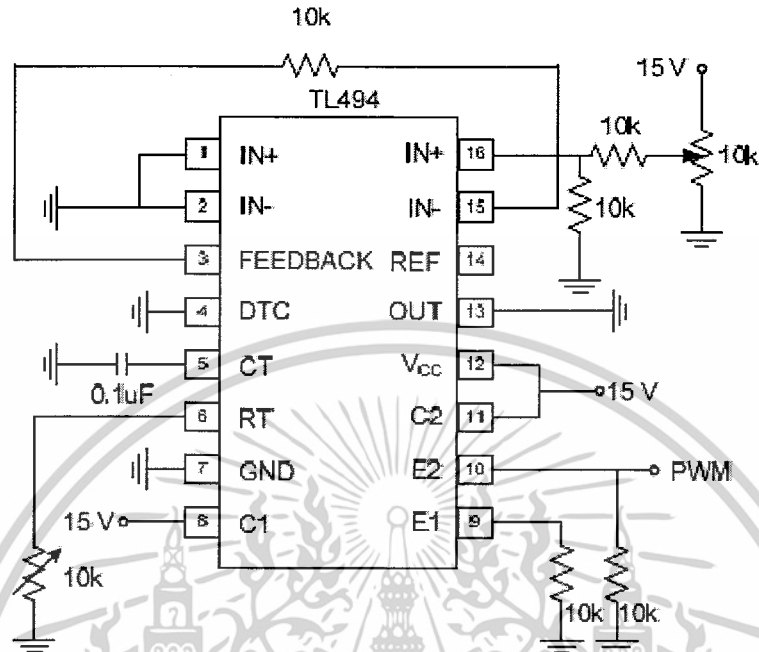 10k
TL494
15 V
10k
10k
10k
1 IN+ IN+ 16
2 IN- IN- 15
3 FEEDBACK REF 14
4 DTC OUT 13
5 CT VCC 12
0.1uF
15 V
6 RT C2 11
7 GND E2 10
PWM
15 V
8 C1 E1 9
10k
10k
10k